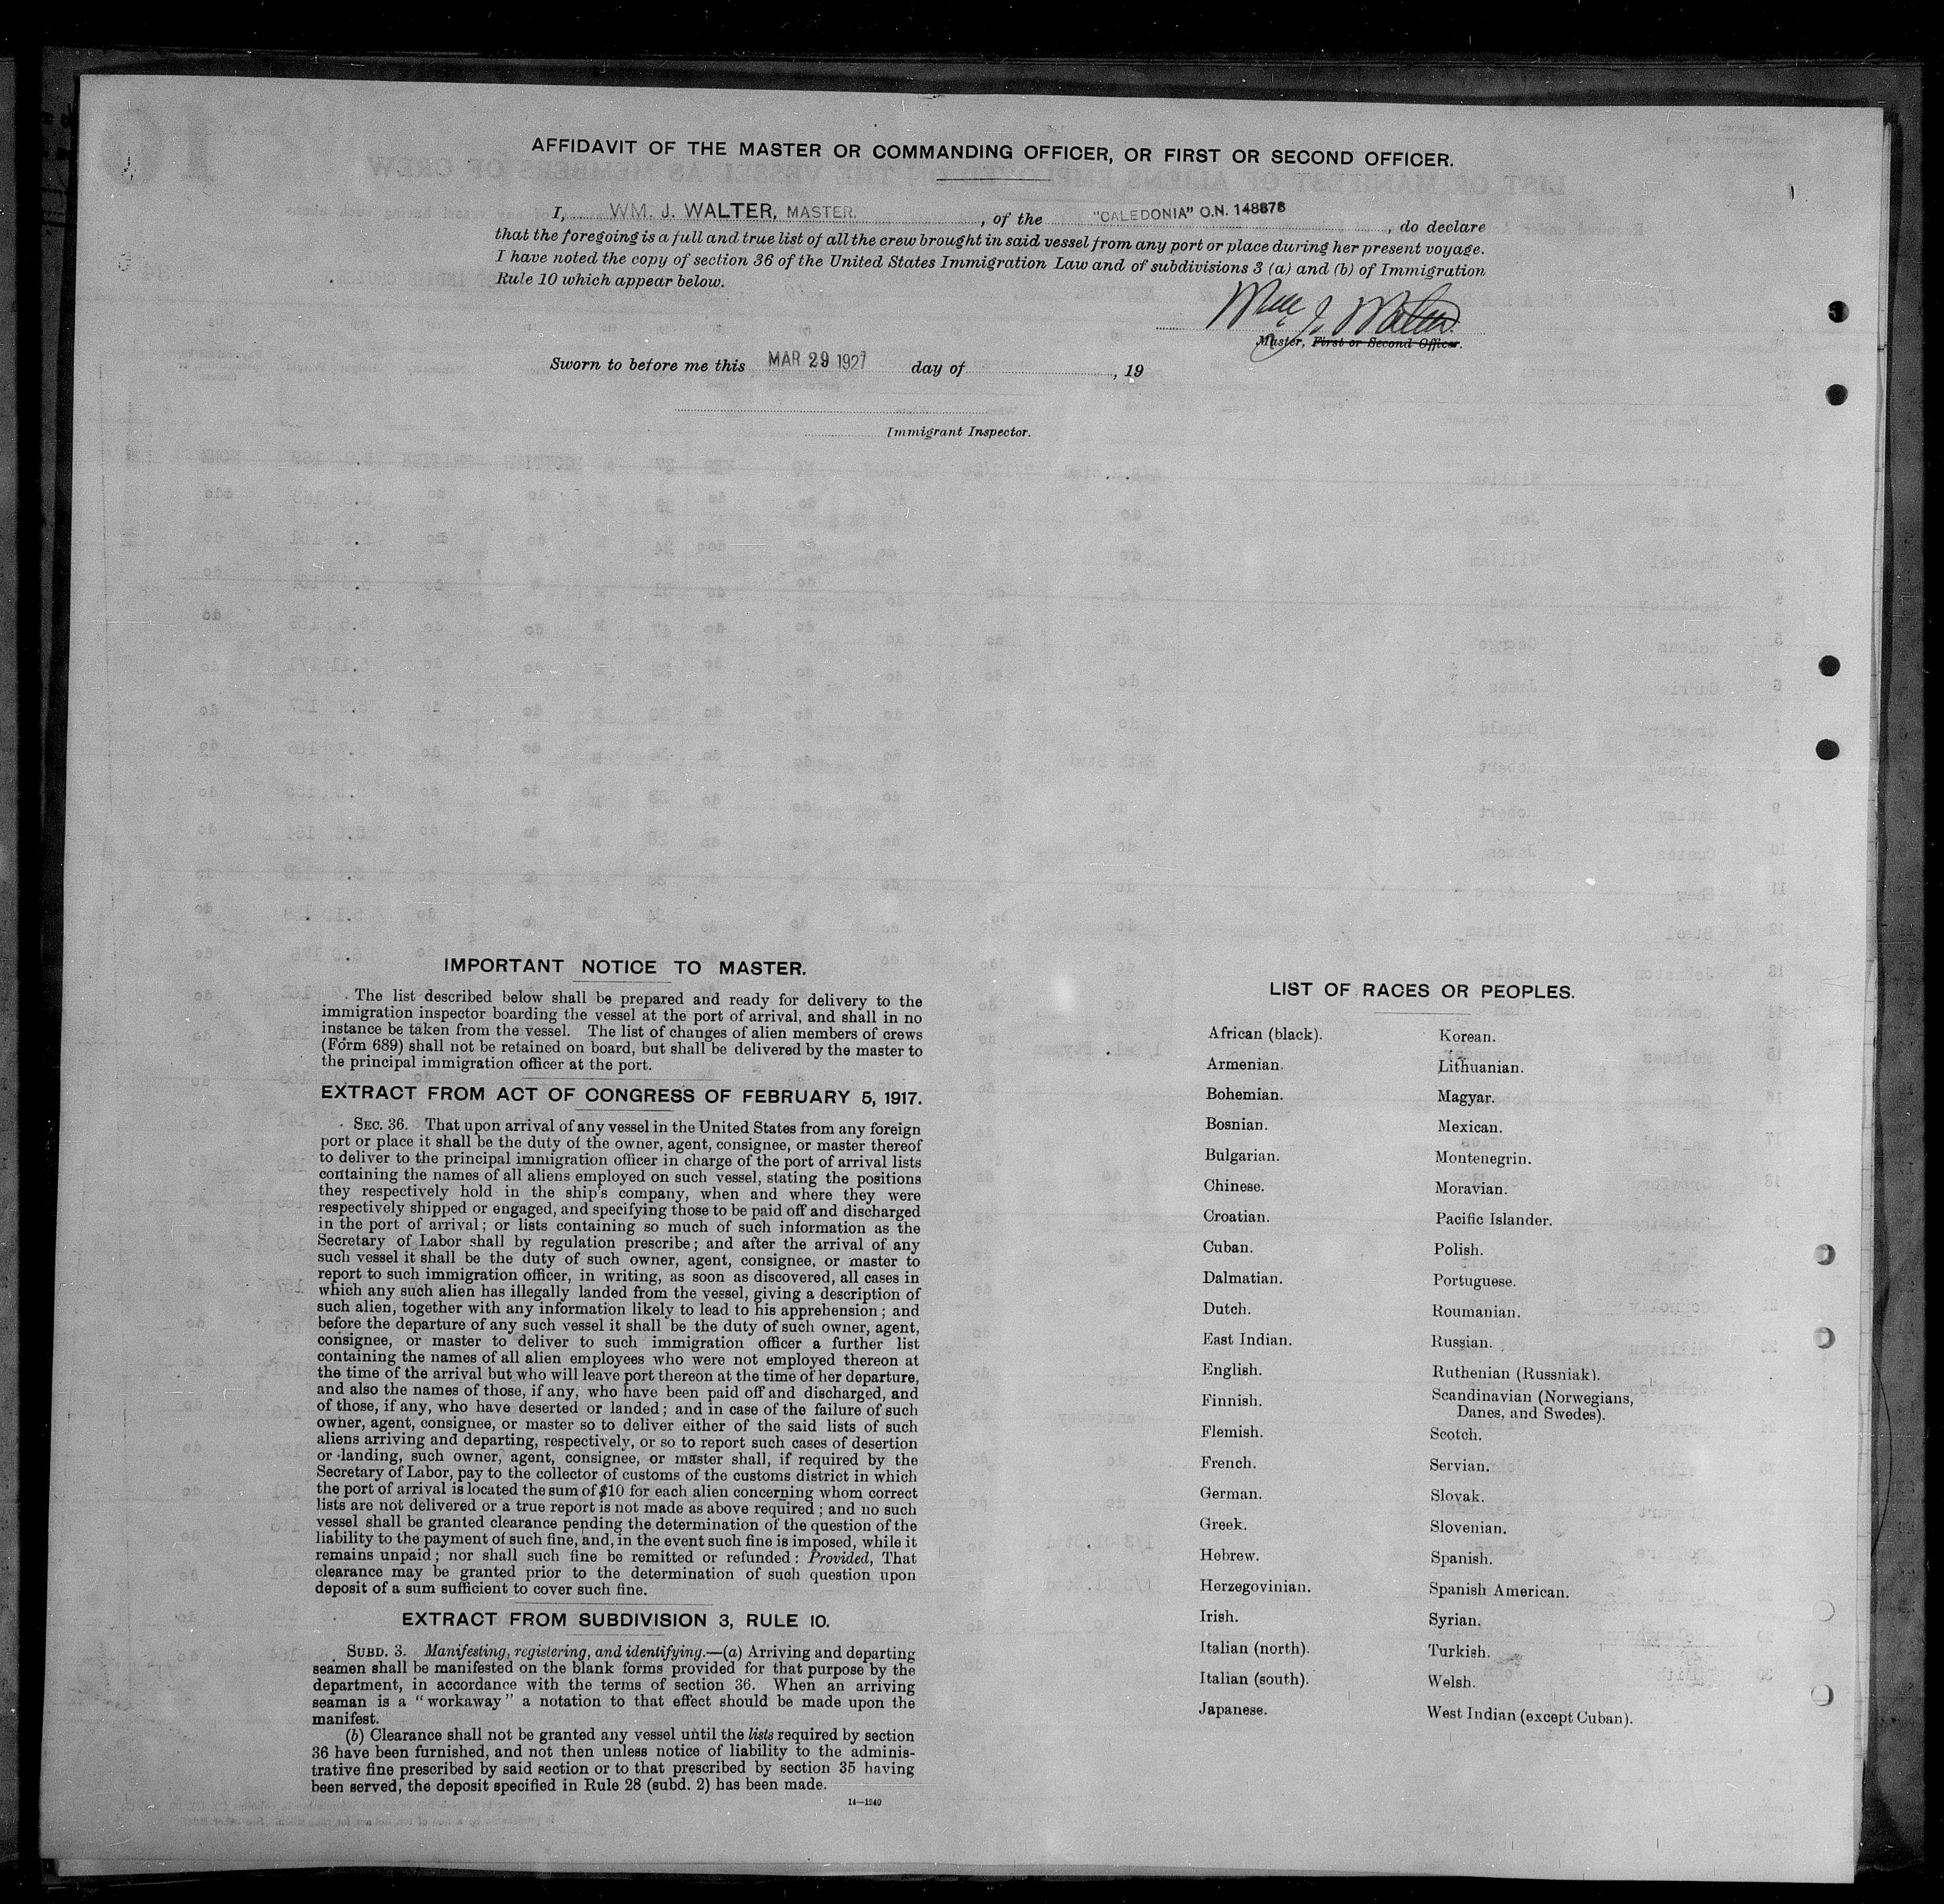 AFFIDAVIT OF THE MASTER OR COMMANDING OFFICER, OR FIRST OR SECOND OFFICER.
I, WM. J. WALTER, MASTER. , of the "CALEDONIA" O.N. 148878 , do declare
that the foregoing is a full and true list of all the crew brought in said vessel from any port or place during her present voyage.
I have noted the copy of section 36 of the United States Immigration Law and of subdivisions 3 (a) and (b) of Immigration
Rule 10 which appear below.
Wm J. Walter
Master, First or Second Officer.
Sworn to before me this MAR 29 1927 day of , 19
Immigrant Inspector.
IMPORTANT NOTICE TO MASTER.
The list described below shall be prepared and ready for delivery to the
immigration inspector boarding the vessel at the port of arrival, and shall in no
instance be taken from the vessel. The list of changes of alien members of crews
(Form 689) shall not be retained on board, but shall be delivered by the master to
the principal immigration officer at the port.
EXTRACT FROM ACT OF CONGRESS OF FEBRUARY 5, 1917.
SEC. 36. That upon arrival of any vessel in the United States from any foreign
port or place it shall be the duty of the owner, agent, consignee, or master thereof
to deliver to the principal immigration officer in charge of the port of arrival lists
containing the names of all aliens employed on such vessel, stating the positions
they respectively hold in the ship's company, when and where they were
respectively shipped or engaged, and specifying those to be paid off and discharged
in the port of arrival; or lists containing so much of such information as the
Secretary of Labor shall by regulation prescribe; and after the arrival of any
such vessel it shall be the duty of such owner, agent, consignee, or master to
report to such immigration officer, in writing, as soon as discovered, all cases in
which any such alien has illegally landed from the vessel, giving a description of
such alien, together with any information likely to lead to his apprehension; and
before the departure of any such vessel it shall be the duty of such owner, agent,
consignee, or master to deliver to such immigration officer a further list
containing the names of all alien employees who were not employed thereon at
the time of the arrival but who will leave port thereon at the time of her departure,
and also the names of those, if any, who have been paid off and discharged, and
of those, if any, who have deserted or landed; and in case of the failure of such
owner, agent, consignee, or master so to deliver either of the said lists of such
aliens arriving and departing, respectively, or so to report such cases of desertion
or landing, such owner, agent, consignee, or master shall, if required by the
Secretary of Labor, pay to the collector of customs of the customs district in which
the port of arrival is located the sum of $10 for each alien concerning whom correct
lists are not delivered or a true report is not made as above required; and no such
vessel shall be granted clearance pending the determination of the question of the
liability to the payment of such fine, and, in the event such fine is imposed, while it
remains unpaid; nor shall such fine be remitted or refunded: Provided, That
clearance may be granted prior to the determination of such question upon
deposit of a sum sufficient to cover such fine.
EXTRACT FROM SUBDIVISION 3, RULE 10.
SUBD. 3. Manifesting, registering, and identifying.—(a) Arriving and departing
seamen shall be manifested on the blank forms provided for that purpose by the
department, in accordance with the terms of section 36. When an arriving
seaman is a "workaway" a notation to that effect should be made upon the
manifest.
(b) Clearance shall not be granted any vessel until the lists required by section
36 have been furnished, and not then unless notice of liability to the adminis-
trative fine prescribed by said section or to that prescribed by section 35 having
been served, the deposit specified in Rule 28 (subd. 2) has been made.
14—1240
LIST OF RACES OR PEOPLES.
African (black).
Armenian.
Bohemian.
Bosnian.
Bulgarian.
Chinese.
Croatian.
Cuban.
Dalmatian.
Dutch.
East Indian.
English.
Finnish.
Flemish.
French.
German.
Greek.
Hebrew.
Herzegovinian.
Irish.
Italian (north).
Italian (south).
Japanese.
Korean.
Lithuanian.
Magyar.
Mexican.
Montenegrin.
Moravian.
Pacific Islander.
Polish.
Portuguese.
Roumanian.
Russian.
Ruthenian (Russniak).
Scandinavian (Norwegians,
Danes, and Swedes).
Scotch.
Servian.
Slovak.
Slovenian.
Spanish.
Spanish American.
Syrian.
Turkish.
Welsh.
West Indian (except Cuban).